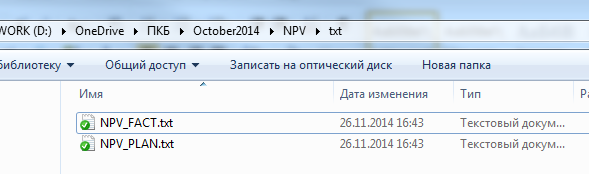 WORK (D:) ▸ OneDrive ▸ ПКБ ▸ October2014 ▸ NPV ▸ txt
библиотеку Общий доступ Записать на оптический диск Новая папка
Имя Дата изменения Тип
NPV_FACT.txt 26.11.2014 16:43 Текстовый докум...
NPV_PLAN.txt 26.11.2014 16:43 Текстовый докум...